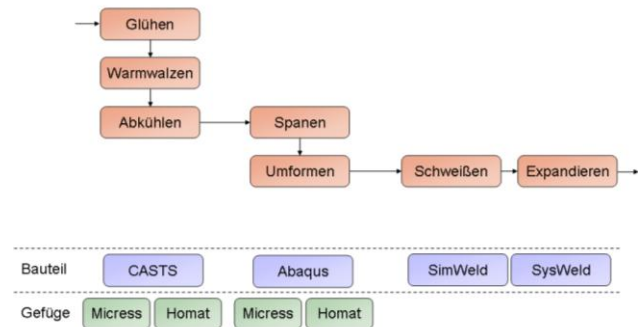 Glühen
Warmwalzen
Abkühlen Spanen
Umformen Schweißen Expandieren
Bauteil CASTS Abaqus SimWeld SysWeld
Gefüge Micress Homat Micress Homat